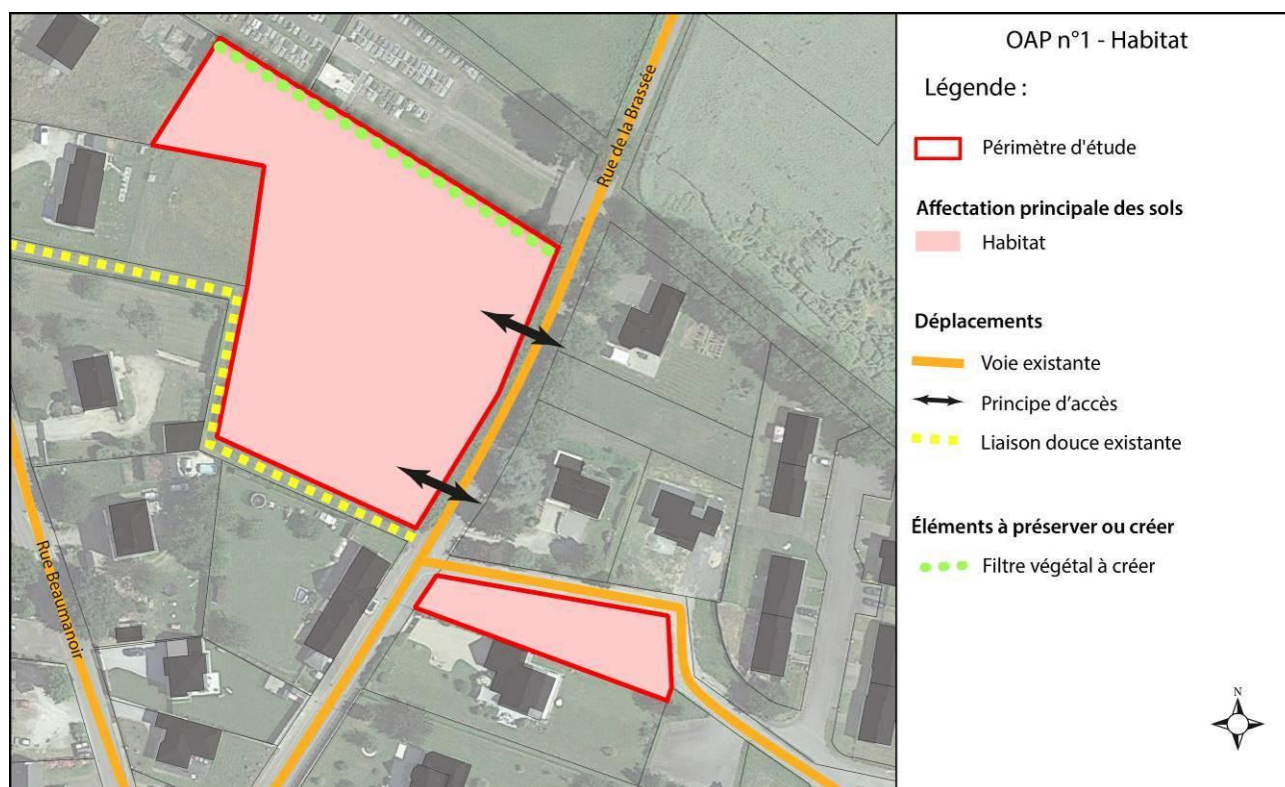 OAP n°1 - Habitat
Légende :
Périmètre d'étude
Affectation principale des sols
Habitat
Déplacements
Voie existante
Principe d'accès
Liaison douce existante
Éléments à préserver ou créer
Filtre végétal à créer
Rue de la Brassée
Rue Beaumanoir
N